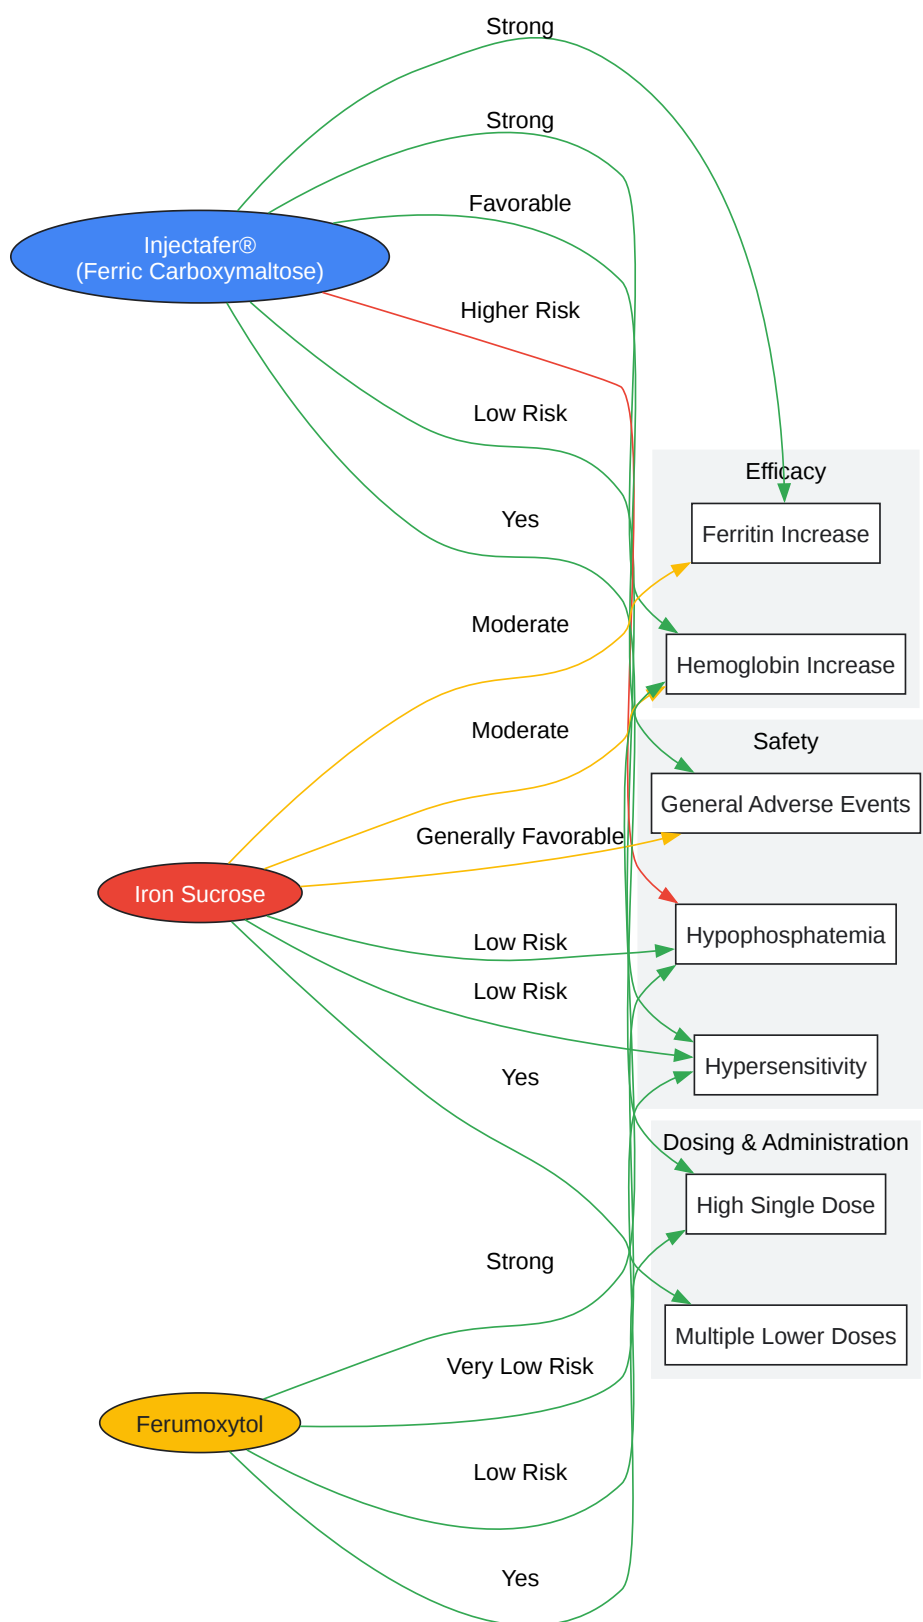 Strong
Strong
Favorable
Injectafer®
(Ferric Carboxymaltose)
Higher Risk
Low Risk
Yes
Efficacy
Ferritin Increase
Moderate
Hemoglobin Increase
Moderate
Safety
General Adverse Events
Generally Favorable
Iron Sucrose
Low Risk
Hypophosphatemia
Low Risk
Hypersensitivity
Yes
Dosing & Administration
High Single Dose
Strong
Multiple Lower Doses
Very Low Risk
Ferumoxytol
Low Risk
Yes